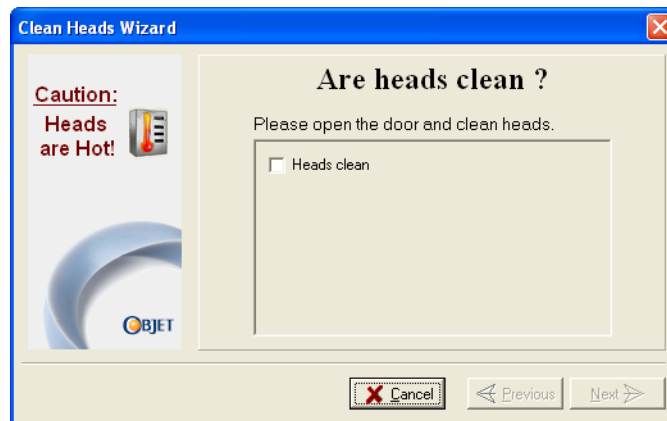 Clean Heads Wizard
Caution:
Heads
are Hot!
OBJET
Are heads clean ?
Please open the door and clean heads.
Heads clean
Cancel
Previous
Next